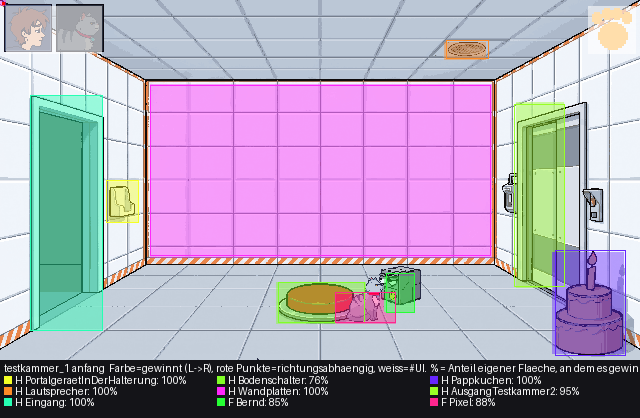 testkammer_1 anfang Farbe=gewinnt (L->R), rote Punkte=richtungsabhaengig, weiss=#UI. % = Anteil eigener Flaeche, an dem es gewin
H PortalgeraetInDerHalterung: 100% H Bodenschalter: 76% H Pappkuchen: 100%
H Lautsprecher: 100% H Wandplatten: 100% H AusgangTestkammer2: 95%
H Eingang: 100% F Bernd: 85% F Pixel: 88%